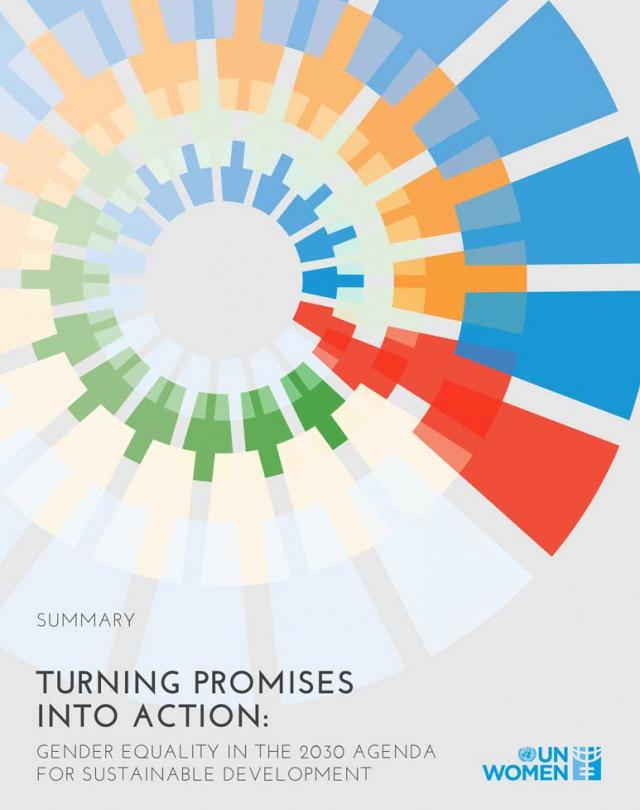 SUMMARY
TURNING PROMISES
INTO ACTION:
GENDER EQUALITY IN THE 2030 AGENDA
FOR SUSTAINABLE DEVELOPMENT
UN
WOMEN